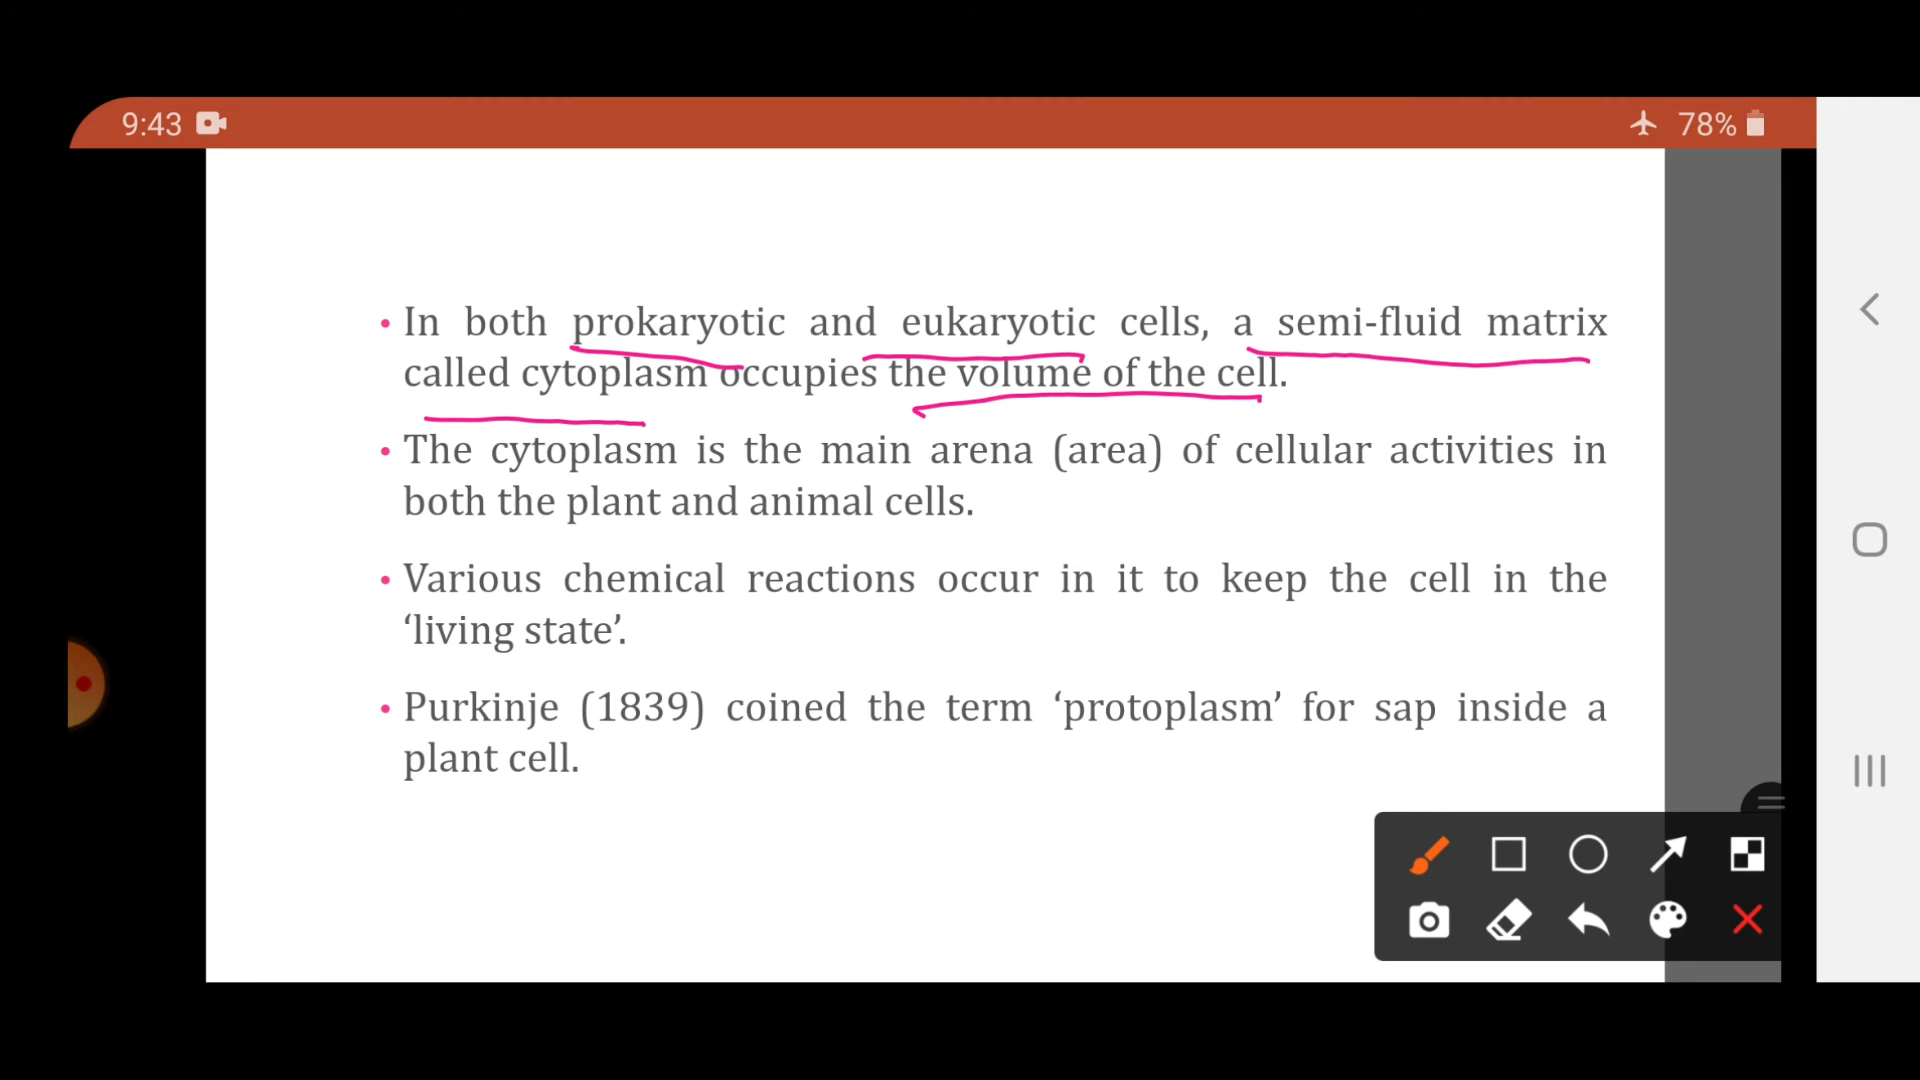 9:43 78%
• In both prokaryotic and eukaryotic cells, a semi-fluid matrix
called cytoplasm occupies the volume of the cell.
• The cytoplasm is the main arena (area) of cellular activities in
both the plant and animal cells.
• Various chemical reactions occur in it to keep the cell in the
‘living state’.
• Purkinje (1839) coined the term ‘protoplasm’ for sap inside a
plant cell.